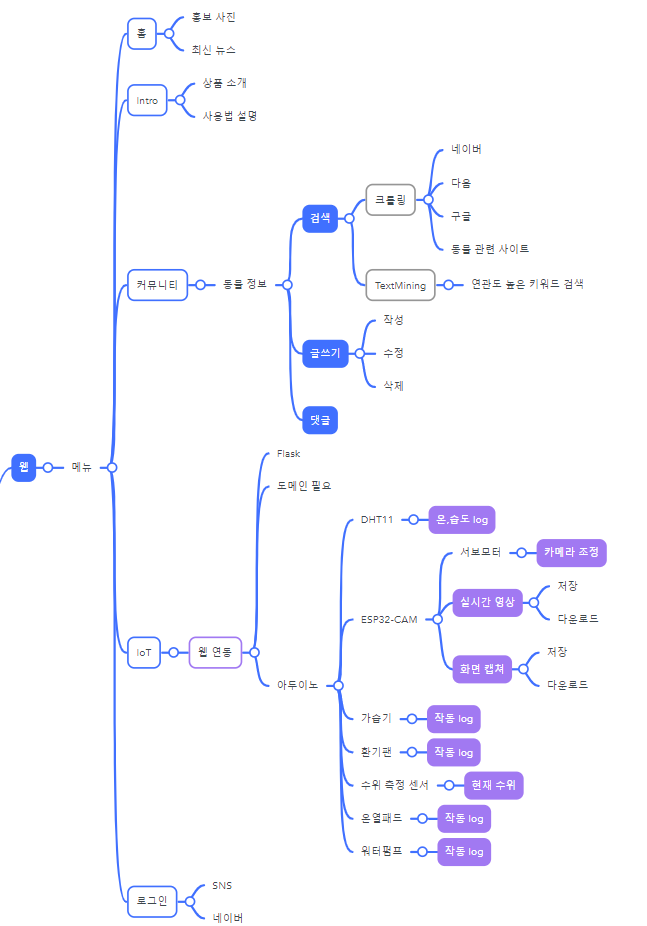 홈
홍보 사진
최신 뉴스
Intro
상품 소개
사용법 설명
커뮤니티
동물 정보
검색
크롤링
네이버
다음
구글
동물 관련 사이트
TextMining
연관도 높은 키워드 검색
글쓰기
작성
수정
삭제
댓글
웹
메뉴
IoT
웹 연동
Flask
도메인 필요
아두이노
DHT11
온,습도 log
ESP32-CAM
서보모터
카메라 조정
실시간 영상
저장
다운로드
화면 캡쳐
저장
다운로드
가습기
작동 log
환기팬
작동 log
수위 측정 센서
현재 수위
온열패드
작동 log
워터펌프
작동 log
로그인
SNS
네이버